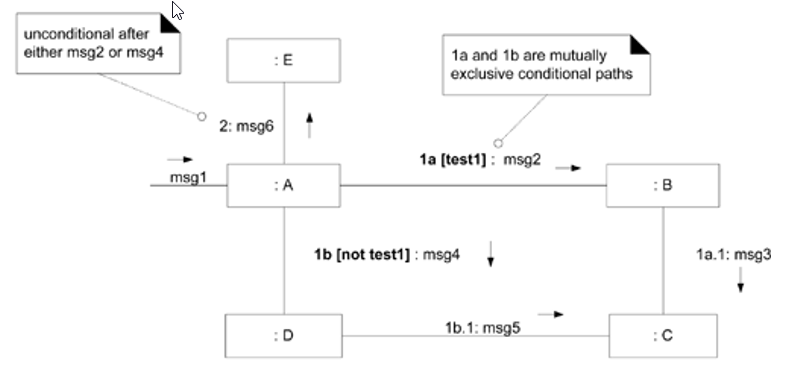 unconditional after
either msg2 or msg4
: E
1a and 1b are mutually
exclusive conditional paths
2: msg6
1a [test1] : msg2
msg1
: A
: B
1b [not test1] : msg4
1a.1: msg3
: D
1b.1: msg5
: C